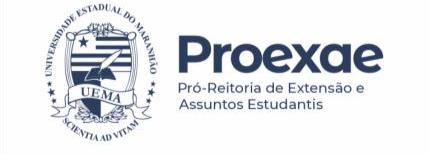 UNIVERSIDADE ESTADUAL DO MARANHÃO
UEMA
SCIENTIA AD VITAM
Proexae
Pró-Reitoria de Extensão e
Assuntos Estudantis